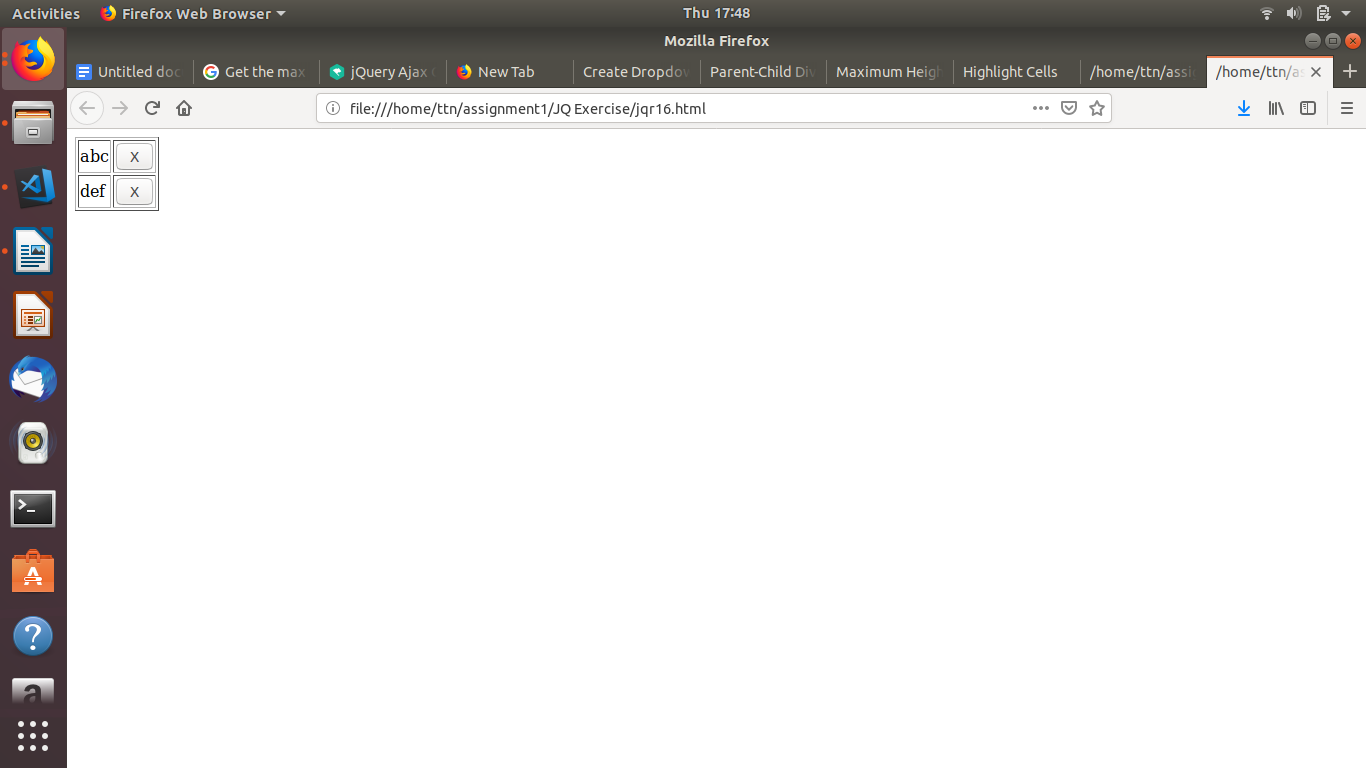 Activities Firefox Web Browser Thu 17:48
Mozilla Firefox
Untitled doc Get the max jQuery Ajax New Tab Create Dropdow Parent-Child Div Maximum Heigh Highlight Cells /home/ttn/assi /home/ttn/as
file:///home/ttn/assignment1/JQ Exercise/jqr16.html
abc X
def X